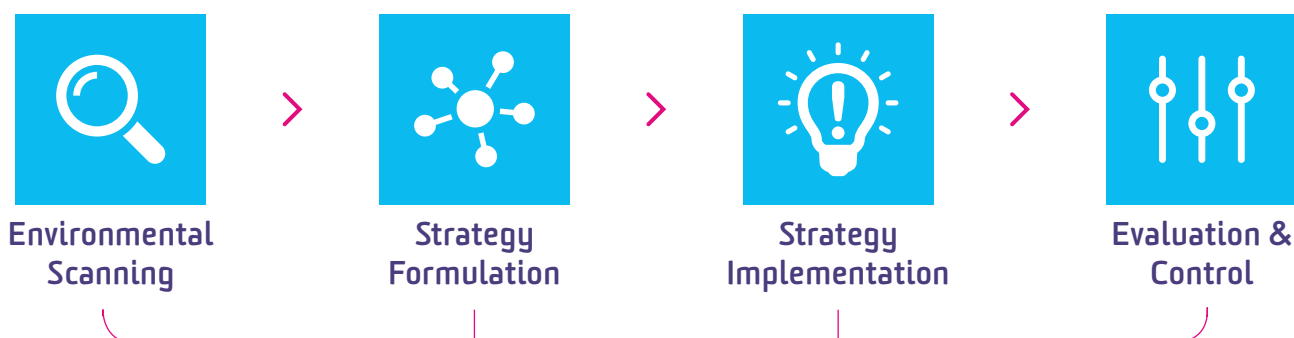 Environmental
Scanning
Strategy
Formulation
Strategy
Implementation
Evaluation &
Control